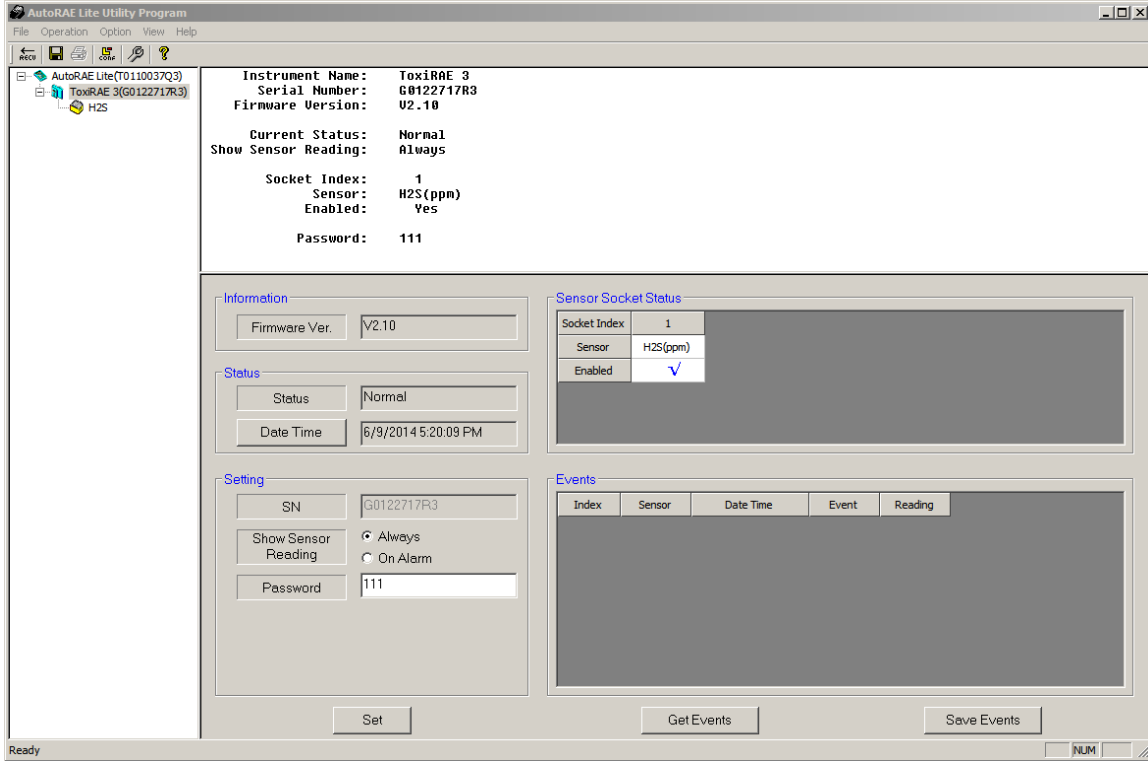 AutoRAE Lite Utility Program
File Operation Option View Help
RECV CONF
AutoRAE Lite(T0110037Q3)
ToxiRAE 3(G0122717R3)
H2S
Instrument Name: ToxiRAE 3
Serial Number: G0122717R3
Firmware Version: V2.10
Current Status: Normal
Show Sensor Reading: Always
Socket Index: 1
Sensor: H2S(ppm)
Enabled: Yes
Password: 111
Information
Firmware Ver. V2.10
Status
Status Normal
Date Time 6/9/2014 5:20:09 PM
Setting
SN G0122717R3
Show Sensor
Reading
Always
On Alarm
Password 111
Set
Sensor Socket Status
Socket Index 1
Sensor H2S(ppm)
Enabled √
Events
Index Sensor Date Time Event Reading
Get Events Save Events
Ready NUM